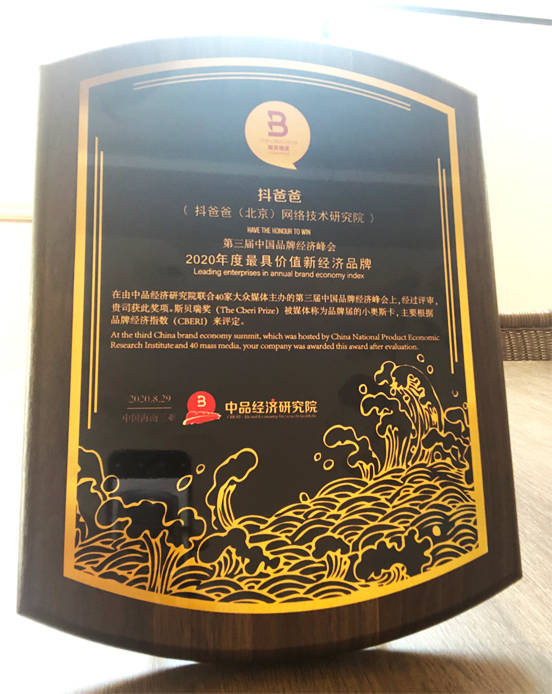 B
抖爸爸
（ 抖爸爸（北京）网络技术研究院 ）
HAVE THE HONOUR TO WIN
第三届中国品牌经济峰会
2020年度最具价值新经济品牌
Leading enterprises in annual brand economy index
在由中品经济研究院联合40家大众媒体主办的第三届中国品牌经济峰会上，经过评审，
贵司获此奖项。斯贝瑞奖（The Cberi Prize）被媒体称为品牌届的小奥斯卡，主要根据
品牌经济指数（CBERI）来评定。
At the third China brand economy summit, which was hosted by China National Product Economic
Research Institute and 40 mass media, your company was awarded this award after evaluation.
2020.8.29
中国海南三亚
B
中品经济研究院